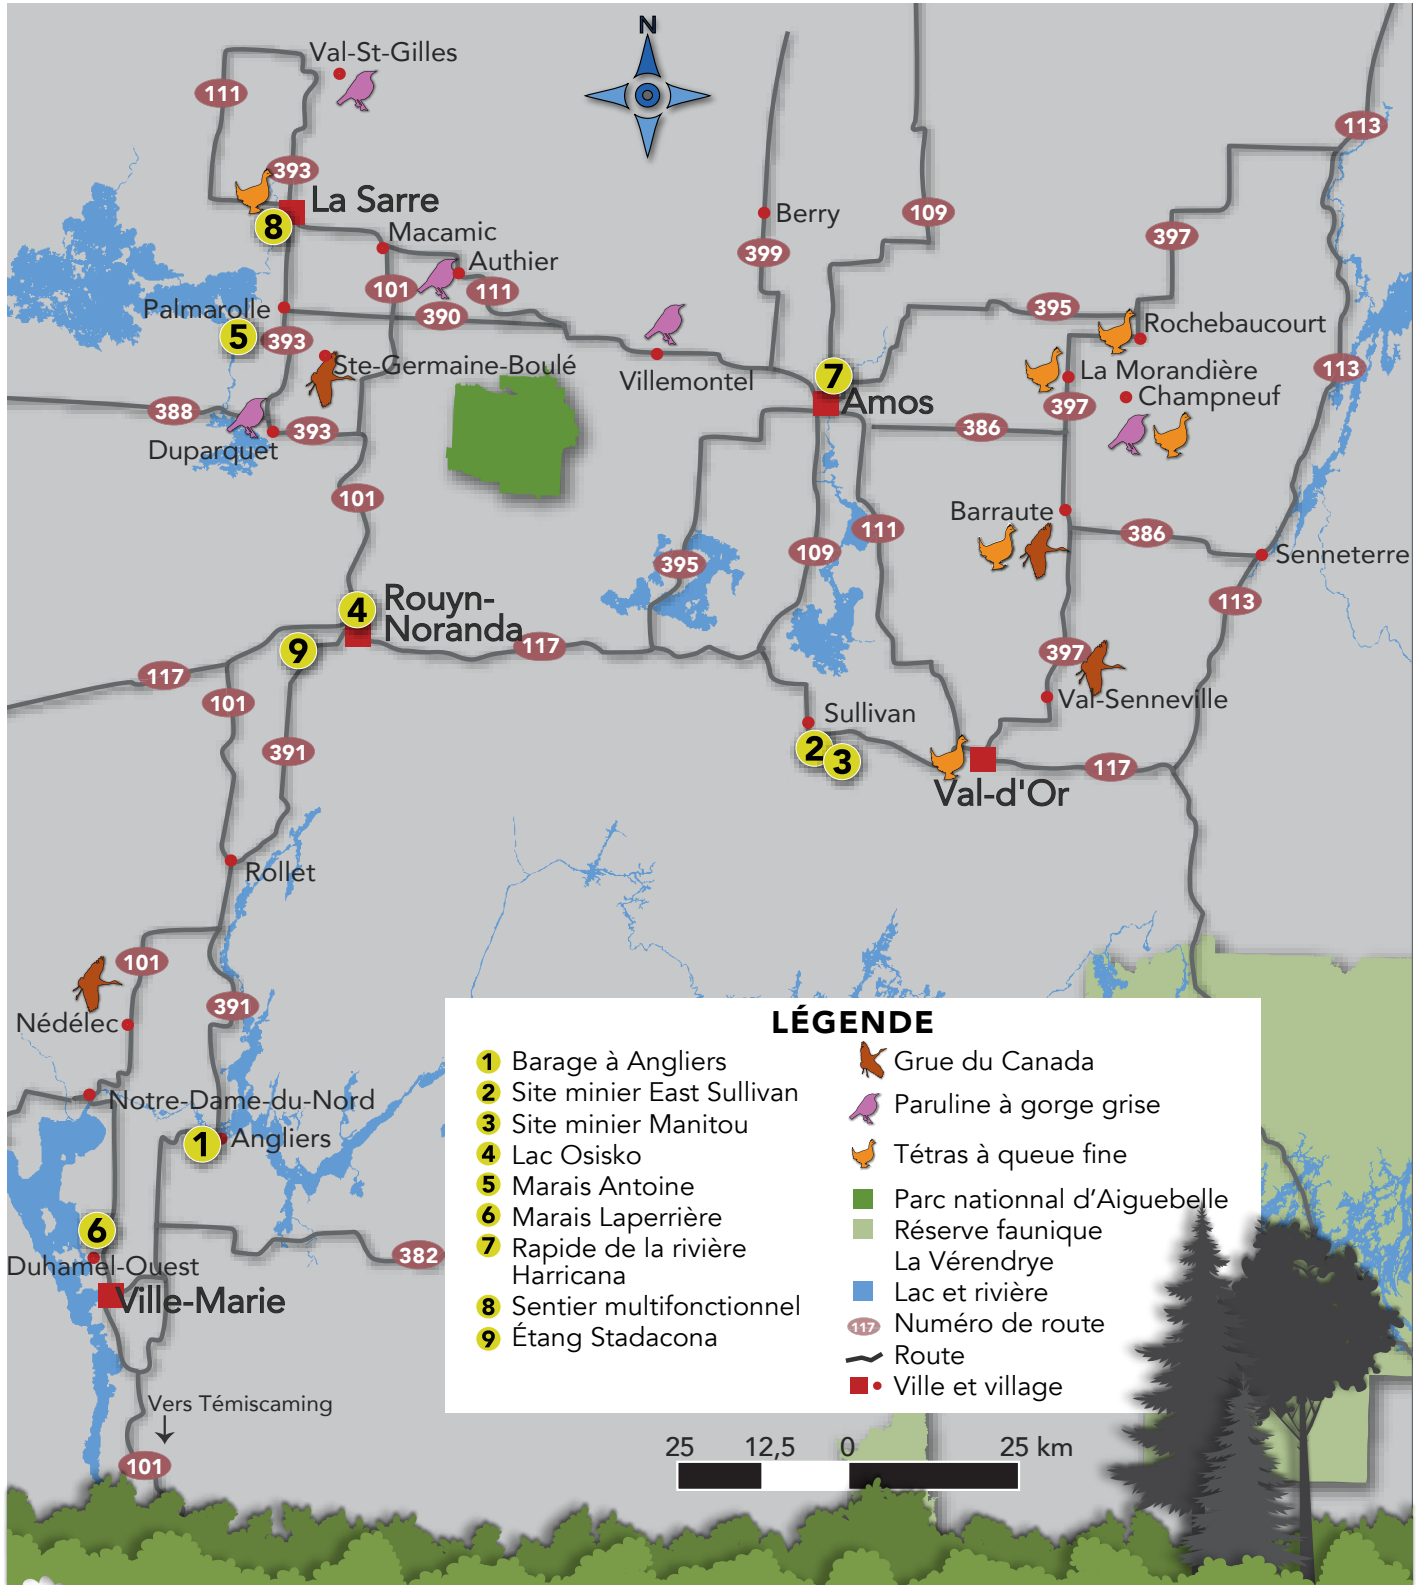 N
Val-St-Gilles
111
113
393
La Sarre
8
Macamic
Berry
109
399
397
Authier
101
111
390
395
Palmarolle
5
393
Rochebaucourt
Ste-Germaine-Boulé
Villemontel
7
Amos
La Morandière
113
397
Champneuf
388
393
386
Duparquet
101
Barraute
111
386
109
395
Senneterre
4
Rouyn-
Noranda
113
9
117
397
117
101
Val-Senneville
Sullivan
391
2
3
117
Val-d'Or
Rollet
101
391
Nédélec
Notre-Dame-du-Nord
1
Angliers
6
Duhamel-Ouest
382
Ville-Marie
Vers Témiscaming
101
LÉGENDE
1 Barage à Angliers
2 Site minier East Sullivan
3 Site minier Manitou
4 Lac Osisko
5 Marais Antoine
6 Marais Laperrière
7 Rapide de la rivière
Harricana
8 Sentier multifonctionnel
9 Étang Stadacona
Grue du Canada
Paruline à gorge grise
Tétras à queue fine
Parc nationnal d'Aiguebelle
Réserve faunique
La Vérendrye
Lac et rivière
117 Numéro de route
Route
Ville et village
25 12,5 0 25 km